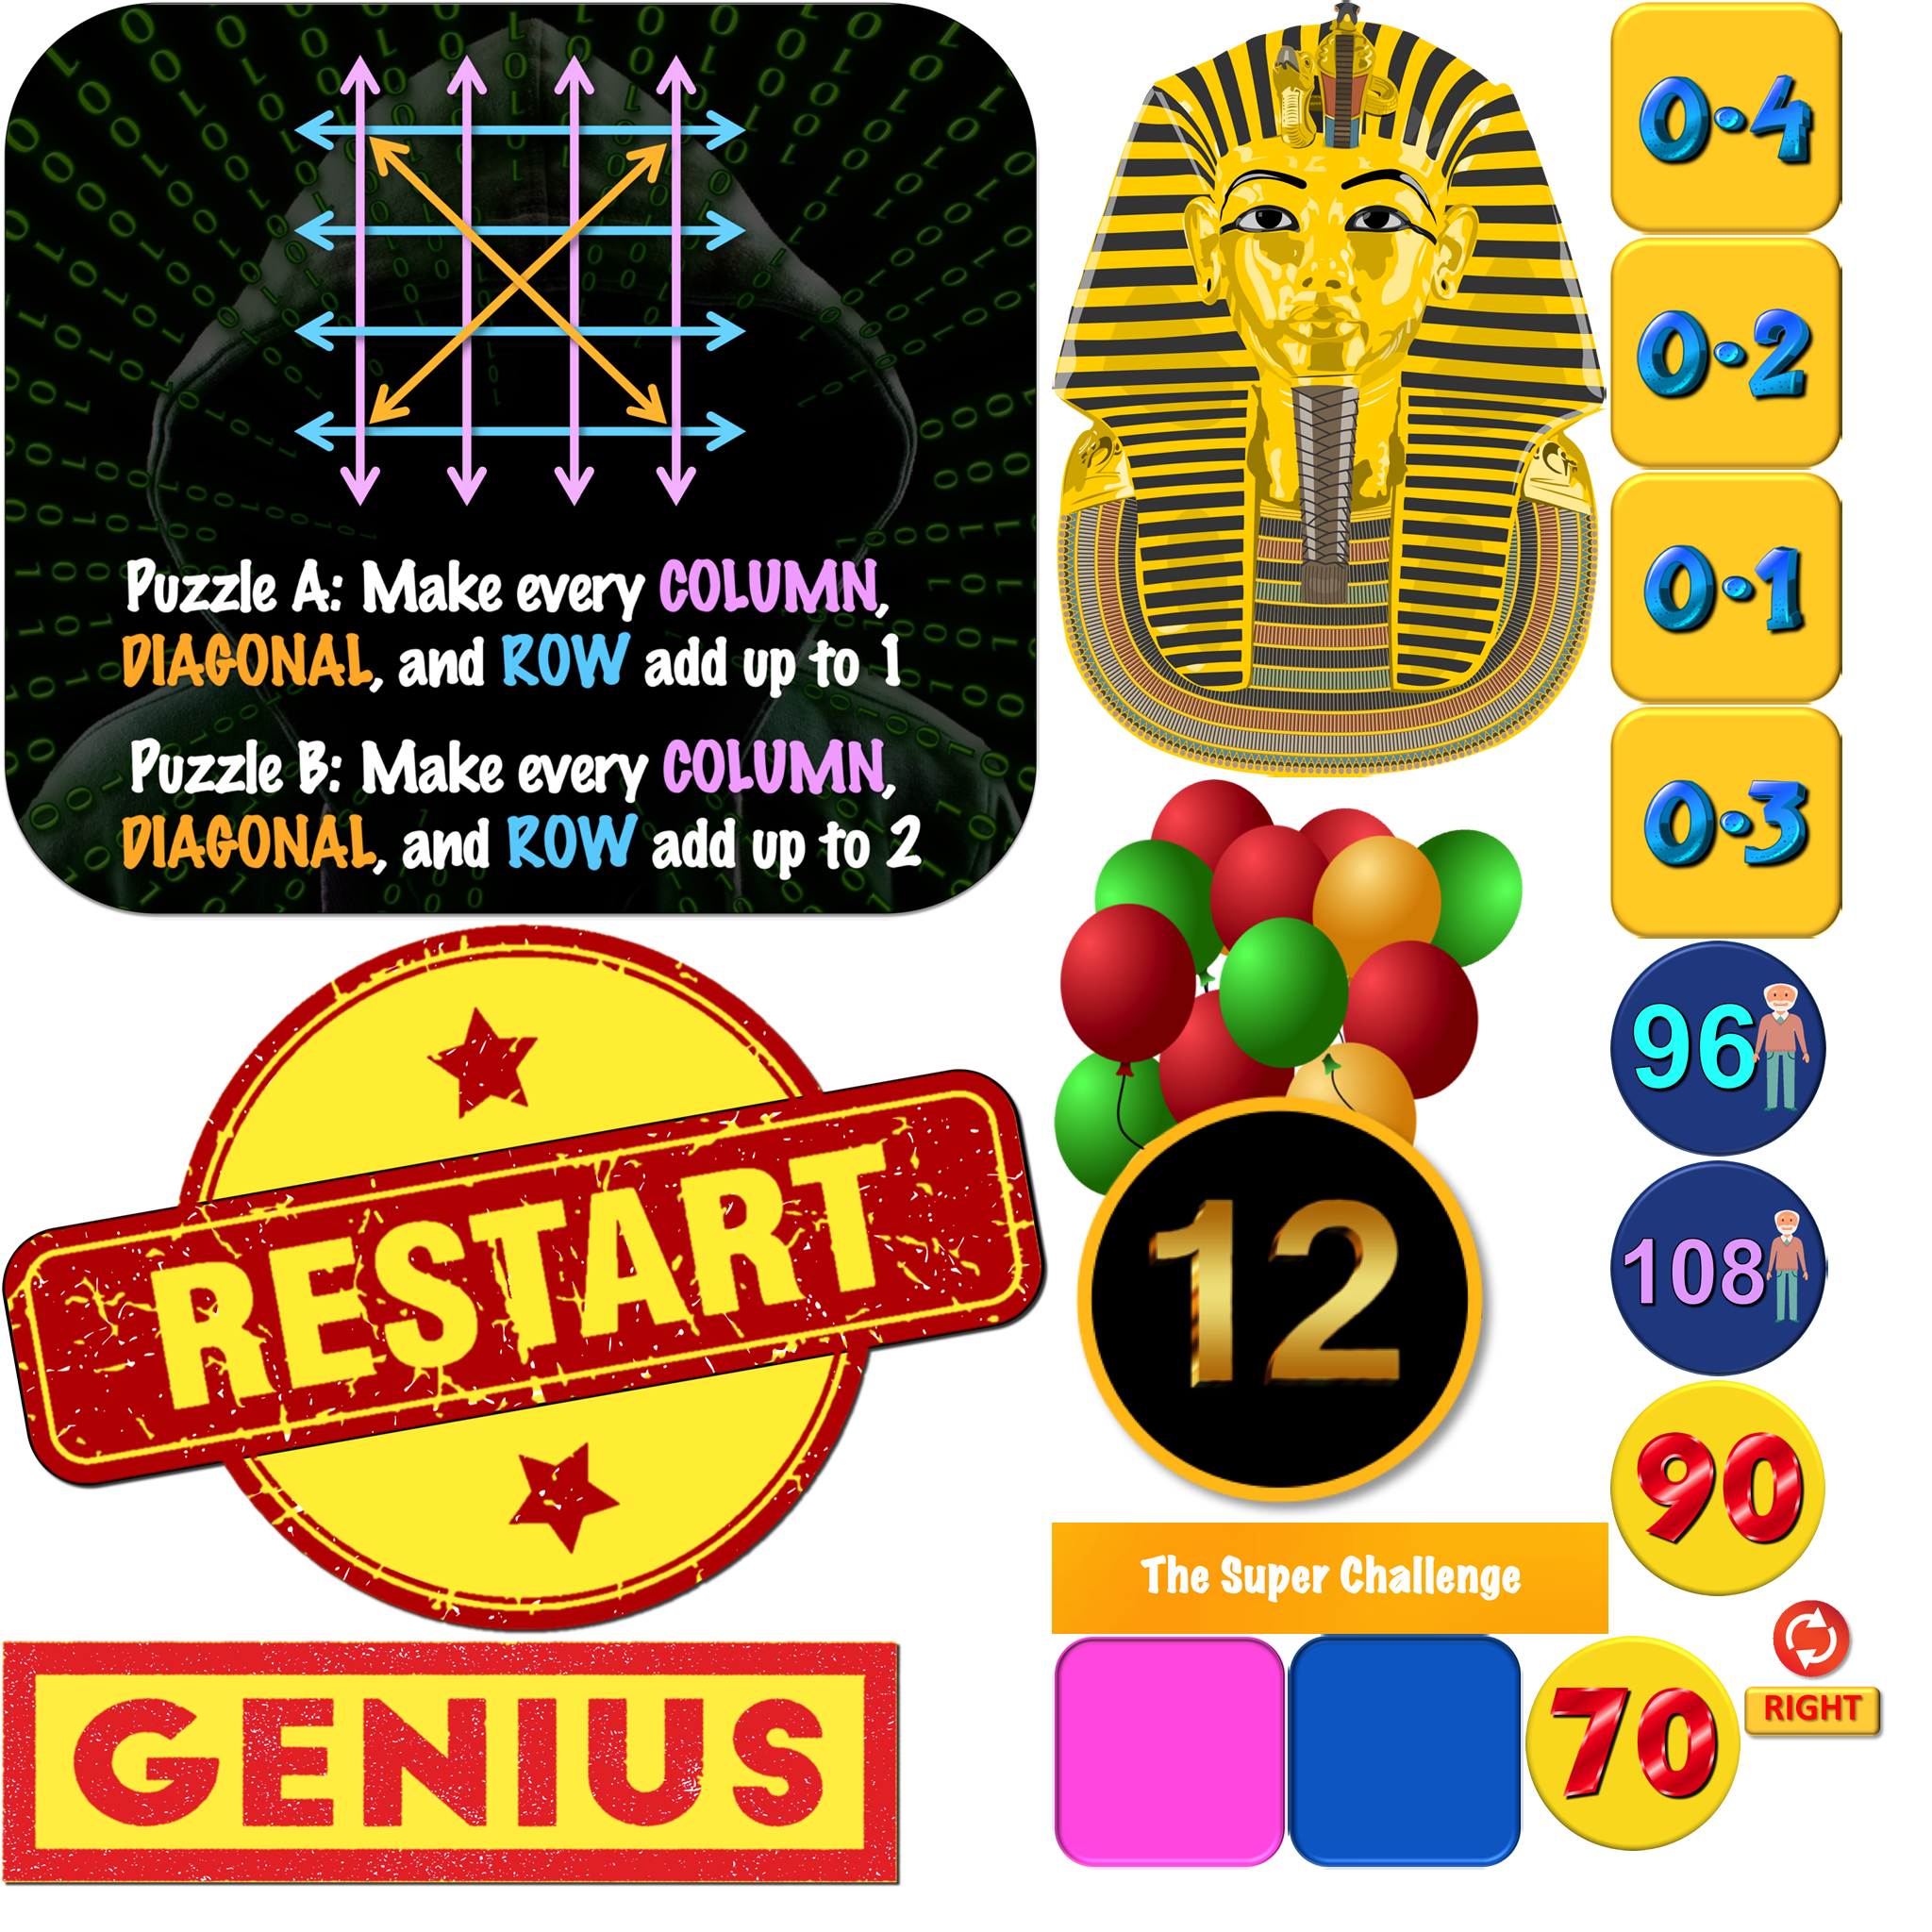 Puzzle A: Make every COLUMN,
DIAGONAL, and ROW add up to 1
Puzzle B: Make every COLUMN,
DIAGONAL, and ROW add up to 2
RESTART
GENIUS
12
The Super Challenge
0.4
0.2
0.1
0.3
96
108
90
70
RIGHT